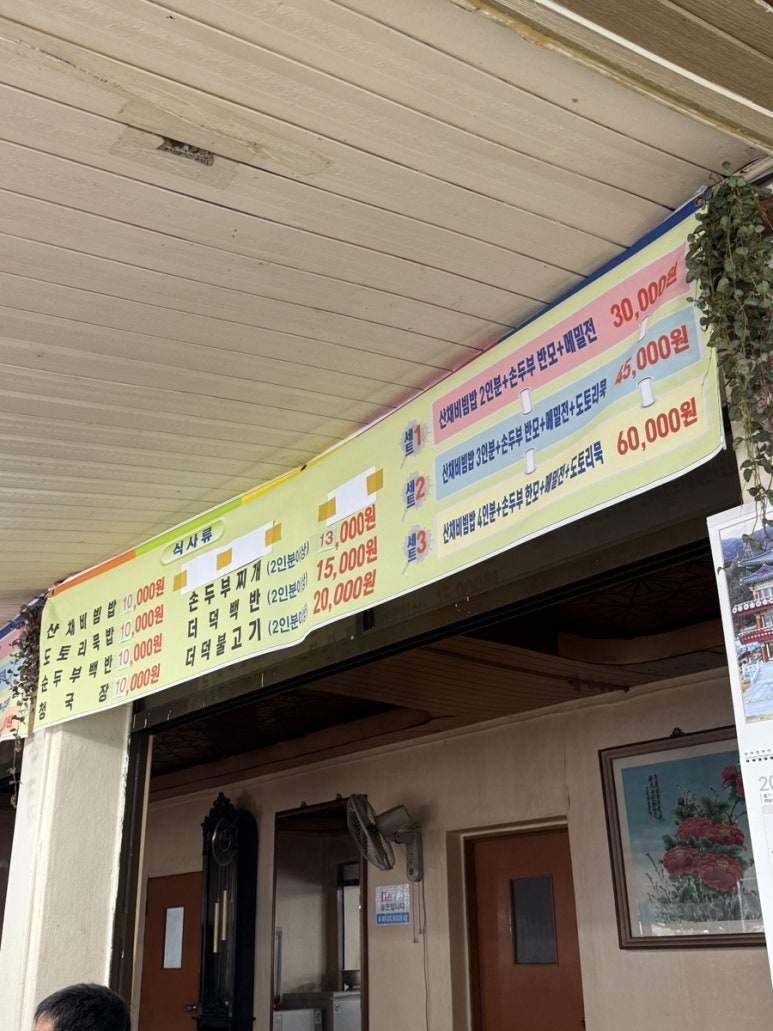 식사류
산채비빔밥 10,000원
도토리묵밥 10,000원
손두부백반 10,000원
청국장 10,000원
손두부찌개 (2인분이상) 13,000원
더덕백반 (2인분이상) 15,000원
더덕불고기 (2인분이상) 20,000원
세트1 산채비빔밥 2인분+손두부 반모+메밀전 30,000원
세트2 산채비빔밥 3인분+손두부 반모+메밀전+도토리묵 45,000원
세트3 산채비빔밥 4인분+손두부 한모+메밀전+도토리묵 60,000원